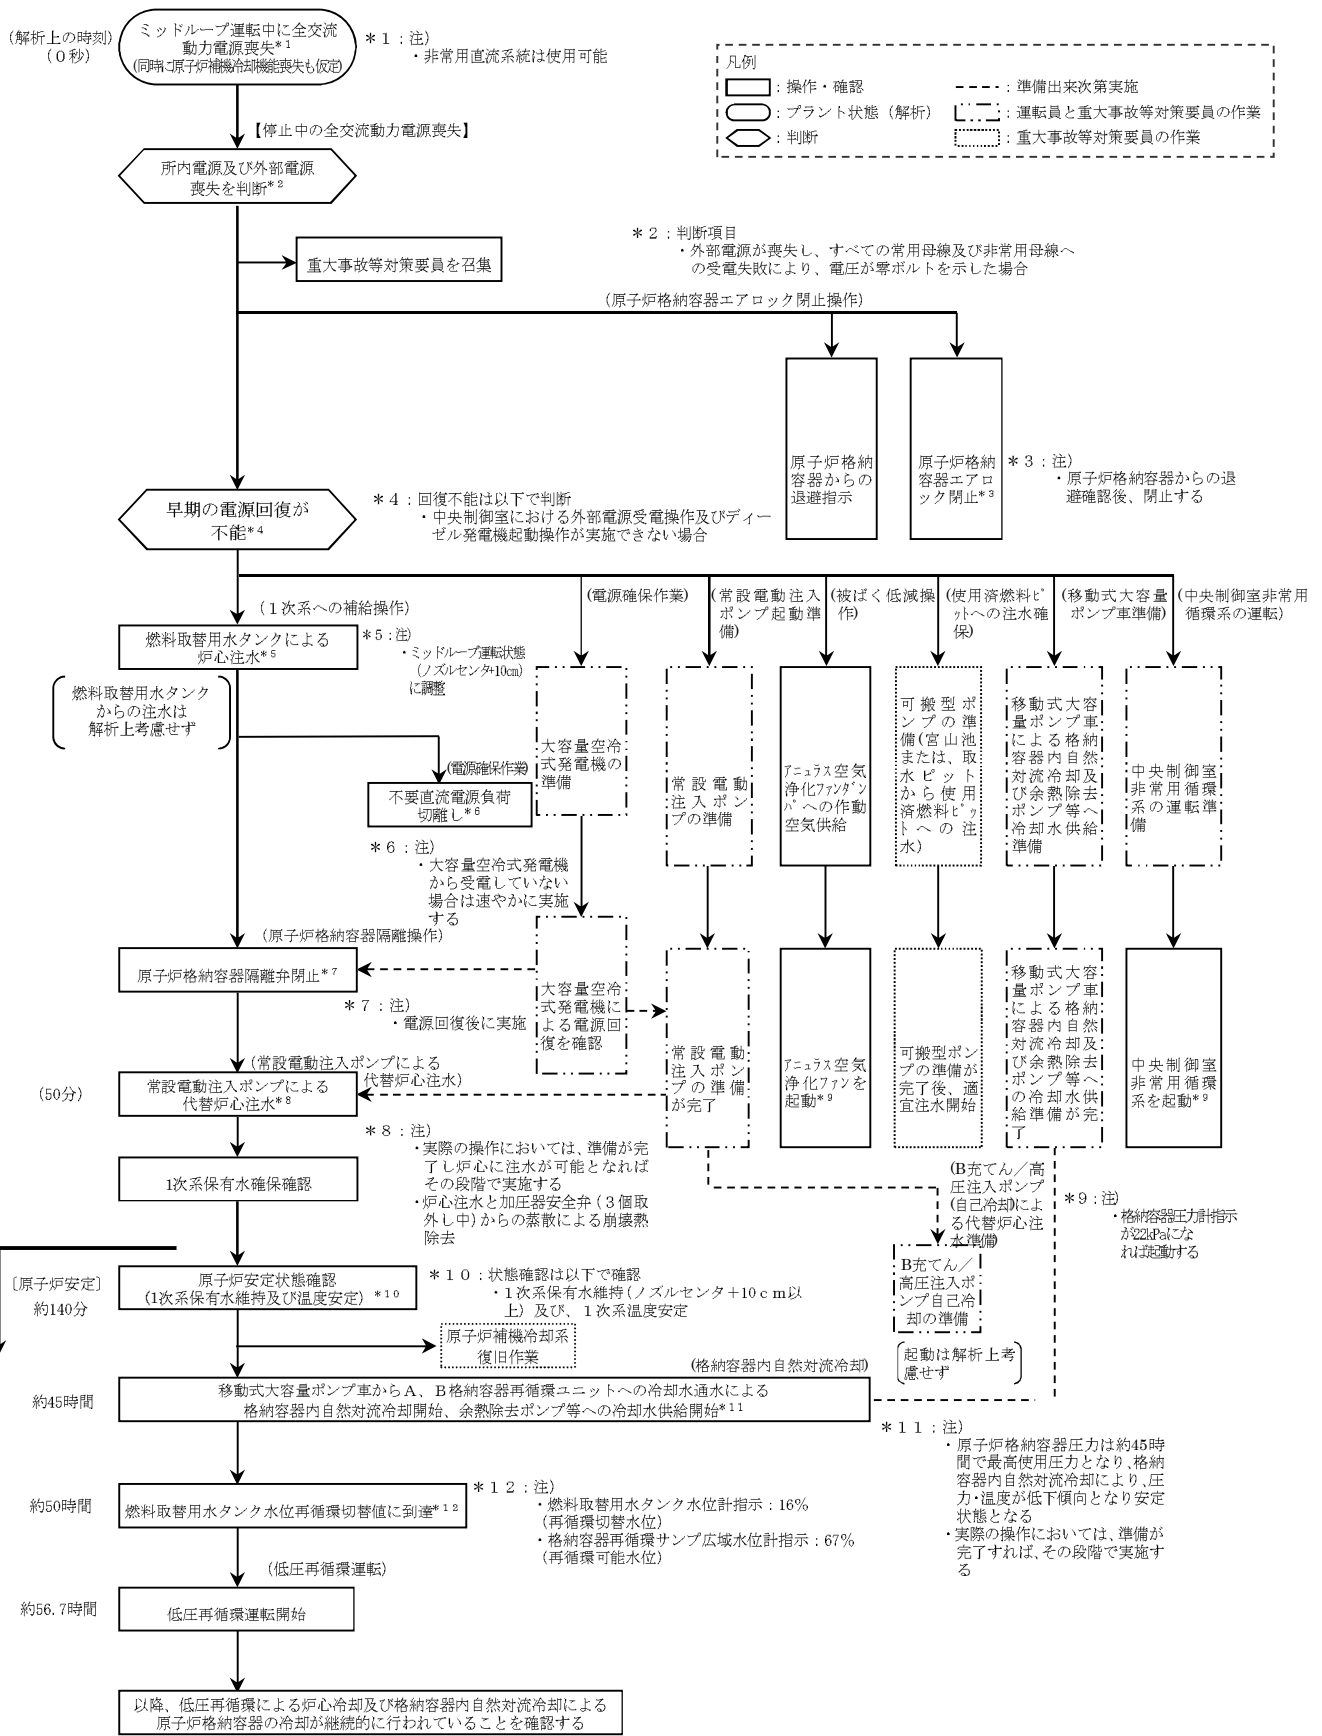 (解析上の時刻)
(0秒)
ミッドループ運転中に全交流
動力電源喪失*1
(同時に原子炉補機冷却機能喪失も仮定)
*1:注)
・非常用直流系統は使用可能
凡例
:操作・確認
:プラント状態(解析)
:判断
:準備出来次第実施
:運転員と重大事故等対策要員の作業
:重大事故等対策要員の作業
【停止中の全交流動力電源喪失】
所内電源及び外部電源
喪失を判断*2
重大事故等対策要員を召集
*2:判断項目
・外部電源が喪失し、すべての常用母線及び非常用母線へ
の受電失敗により、電圧が零ボルトを示した場合
(原子炉格納容器エアロック閉止操作)
原子炉格納
容器からの
退避指示
原子炉格納
容器エアロ
ック閉止*3
*3:注)
・原子炉格納容器からの退
避確認後、閉止する
早期の電源回復が
不能*4
*4:回復不能は以下で判断
・中央制御室における外部電源受電操作及びディー
ゼル発電機起動操作が実施できない場合
(1次系への補給操作)
燃料取替用水タンクによる
炉心注水*5
*5:注)
・ミッドループ運転状態
(ノズルセンタ+10cm)
に調整
燃料取替用水タンク
からの注水は
解析上考慮せず
(電源確保作業)
不要直流電源負荷
切離し*6
*6:注)
・大容量空冷式発電機
から受電していない
場合は速やかに実施
する
(電源確保作業)
大容量空冷
式発電機の
準備
大容量空冷
式発電機に
よる電源回
復を確認
(常設電動注入
ポンプ起動準
備)
常設電動
注入ポン
プの準備
常設電動
注入ポン
プの準備
が完了
(被ばく低減操
作)
アニュラス空気
浄化ファンダン
パへの作動
空気供給
アニュラス空気
浄化ファンを
起動*9
(使用済燃料ピ
ットへの注水確
保)
可搬型ポ
ンプの準
備(宮山池
または、取
水ピット
から使用
済燃料ピッ
トへの注
水)
可搬型ポン
プの準備が
完了後、適
宜注水開始
(移動式大容量
ポンプ車準備)
移動式大容
量ポンプ車
による格納
容器内自然
対流冷却及
び余熱除去
ポンプ等へ
冷却水供給
準備
移動式大容
量ポンプ車
による格納
容器内自然
対流冷却及
び余熱除去
ポンプ等へ
の冷却水供
給準備が完
了
(中央制御室非常用
循環系の運転)
中央制御室
非常用循環
系の運転準
備
中央制御室
非常用循環
系を起動*9
(原子炉格納容器隔離操作)
原子炉格納容器隔離弁閉止*7
*7:注)
・電源回復後に実施
(常設電動注入ポンプによる
代替炉心注水)
(50分)
常設電動注入ポンプによる
代替炉心注水*8
*8:注)
・実際の操作においては、準備が完
了し炉心に注水が可能となれば
その段階で実施する
・炉心注水と加圧器安全弁(3個取
外し中)からの蒸散による崩壊熱
除去
1次系保有水確保確認
(B充てん/高
圧注入ポンプ
(自己冷却)によ
る代替炉心注
水準備)
B充てん/
高圧注入ポ
ンプ自己冷
却の準備
起動は解析上考
慮せず
*9:注)
・格納容器圧力計指示
が22kPaにな
れば起動する
〔原子炉安定〕
約140分
原子炉安定状態確認
(1次系保有水維持及び温度安定)*10
*10:状態確認は以下で確認
・1次系保有水維持(ノズルセンタ+10cm以
上)及び、1次系温度安定
原子炉補機冷却系
復旧作業
(格納容器内自然対流冷却)
約45時間
移動式大容量ポンプ車からA、B格納容器再循環ユニットへの冷却水通水による
格納容器内自然対流冷却開始、余熱除去ポンプ等への冷却水供給開始*11
*11:注)
・原子炉格納容器圧力は約45時
間で最高使用圧力となり、格納
容器内自然対流冷却により、圧
力・温度が低下傾向となり安定
状態となる
・実際の操作においては、準備が
完了すれば、その段階で実施す
る
約50時間
燃料取替用水タンク水位再循環切替値に到達*12
*12:注)
・燃料取替用水タンク水位計指示:16%
(再循環切替水位)
・格納容器再循環サンプ広域水位計指示:67%
(再循環可能水位)
(低圧再循環運転)
約56.7時間
低圧再循環運転開始
以降、低圧再循環による炉心冷却及び格納容器内自然対流冷却による
原子炉格納容器の冷却が継続的に行われていることを確認する